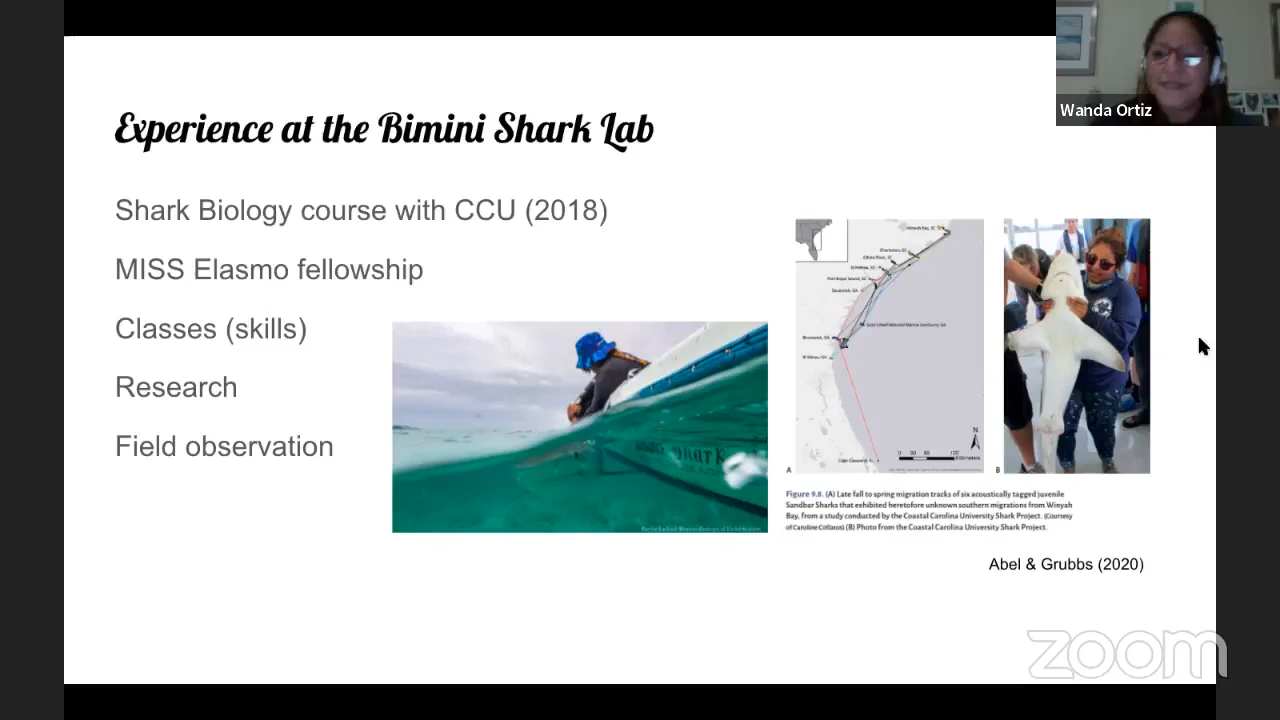 Wanda Ortiz
Experience at the Bimini Shark Lab
Shark Biology course with CCU (2018)
MISS Elasmo fellowship
Classes (skills)
Research
Field observation
N
A
B
Figure 9.8. (A) Late fall to spring migration tracks of six acoustically tagged juvenile
Sandbar Sharks that exhibited heretofore unknown southern migrations from Winyah
Bay, from a study conducted by the Coastal Carolina University Shark Project. (Courtesy
of Caroline Collatos) (B) Photo from the Coastal Carolina University Shark Project.
Abel & Grubbs (2020)
zoom